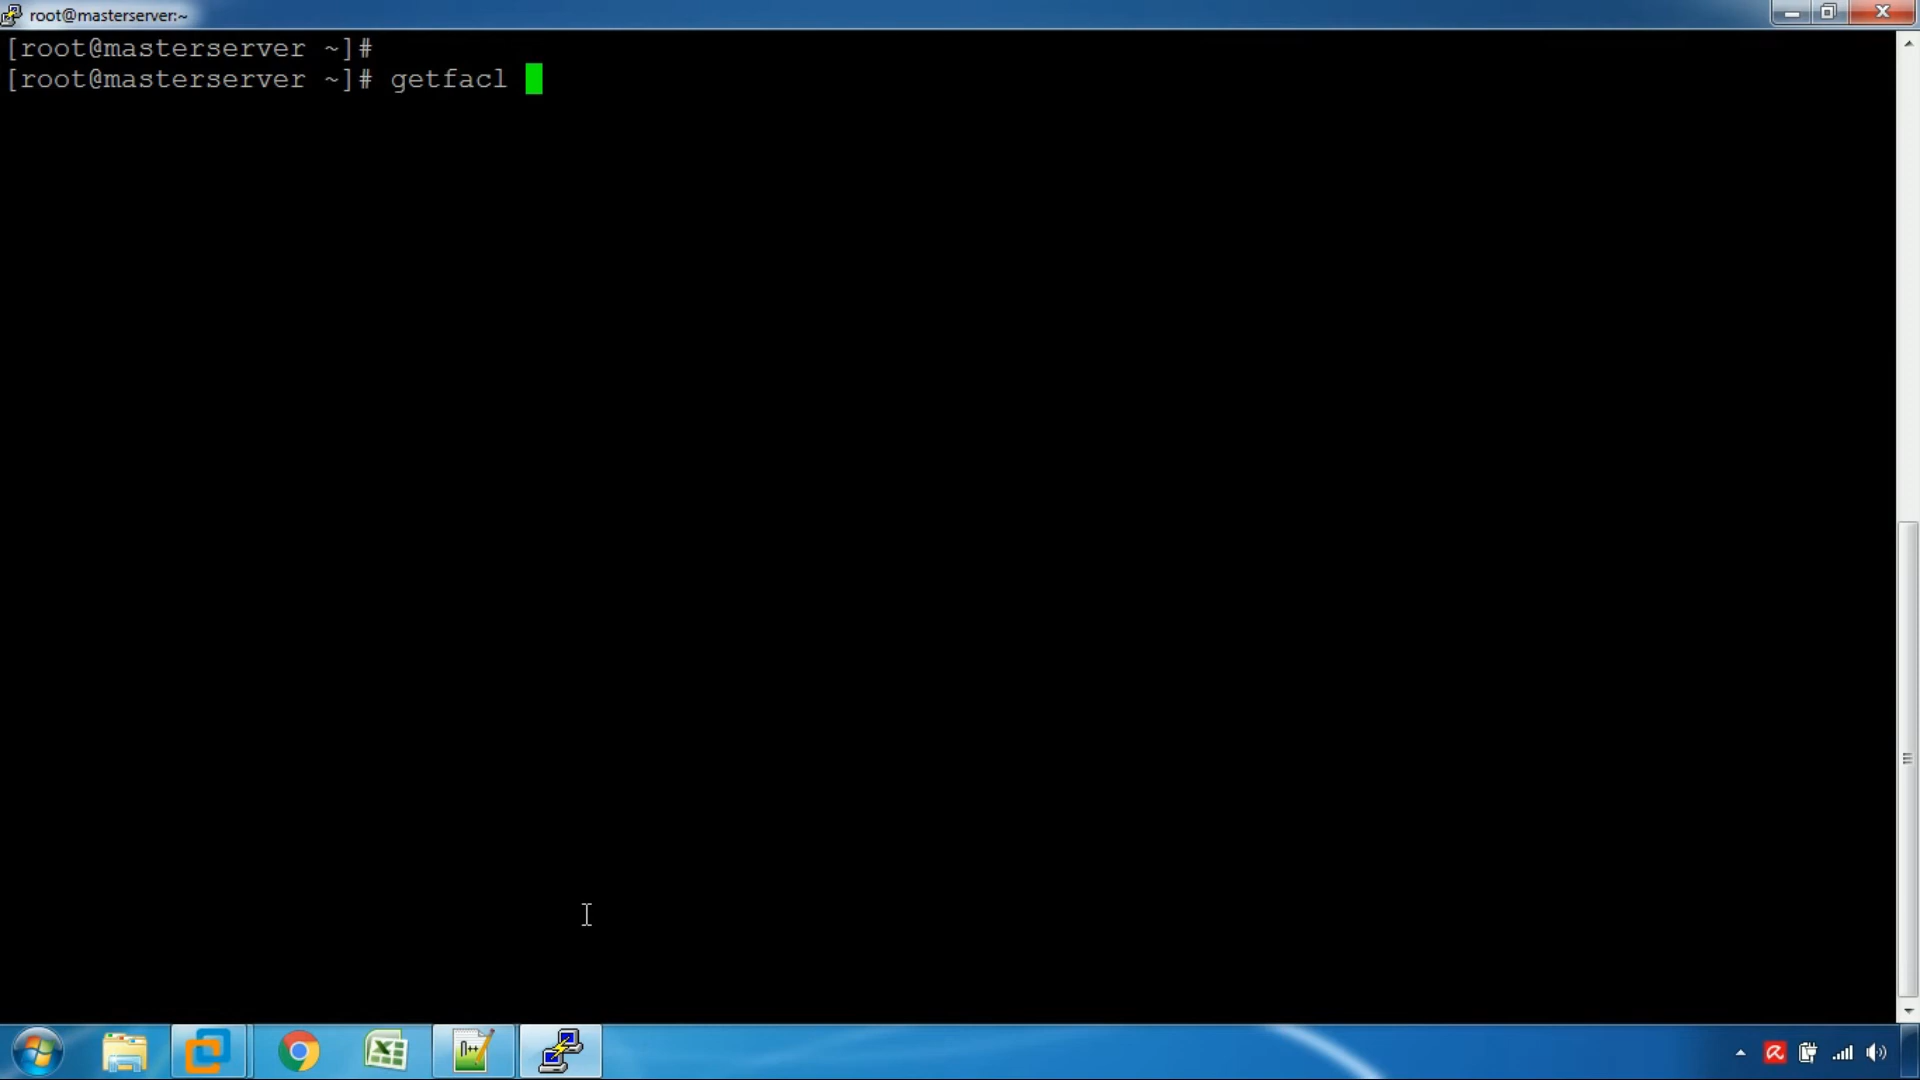 root@masterserver:~
[root@masterserver ~]#
[root@masterserver ~]# getfacl